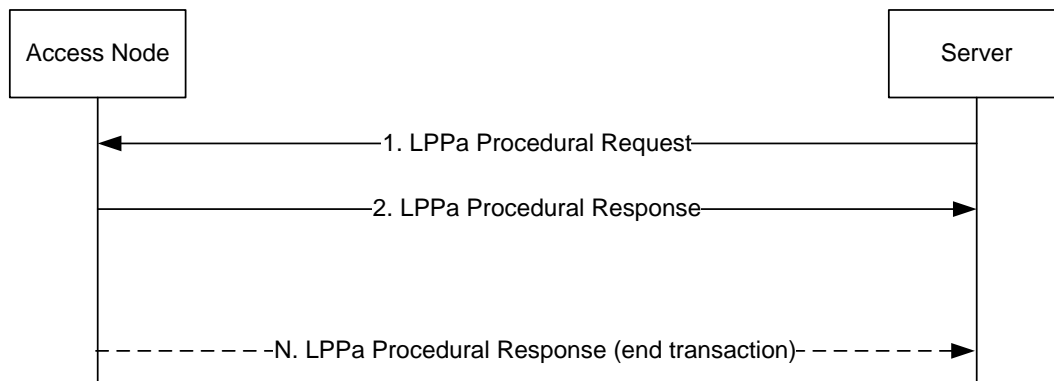 Access Node
Server
1. LPPa Procedural Request
2. LPPa Procedural Response
N. LPPa Procedural Response (end transaction)